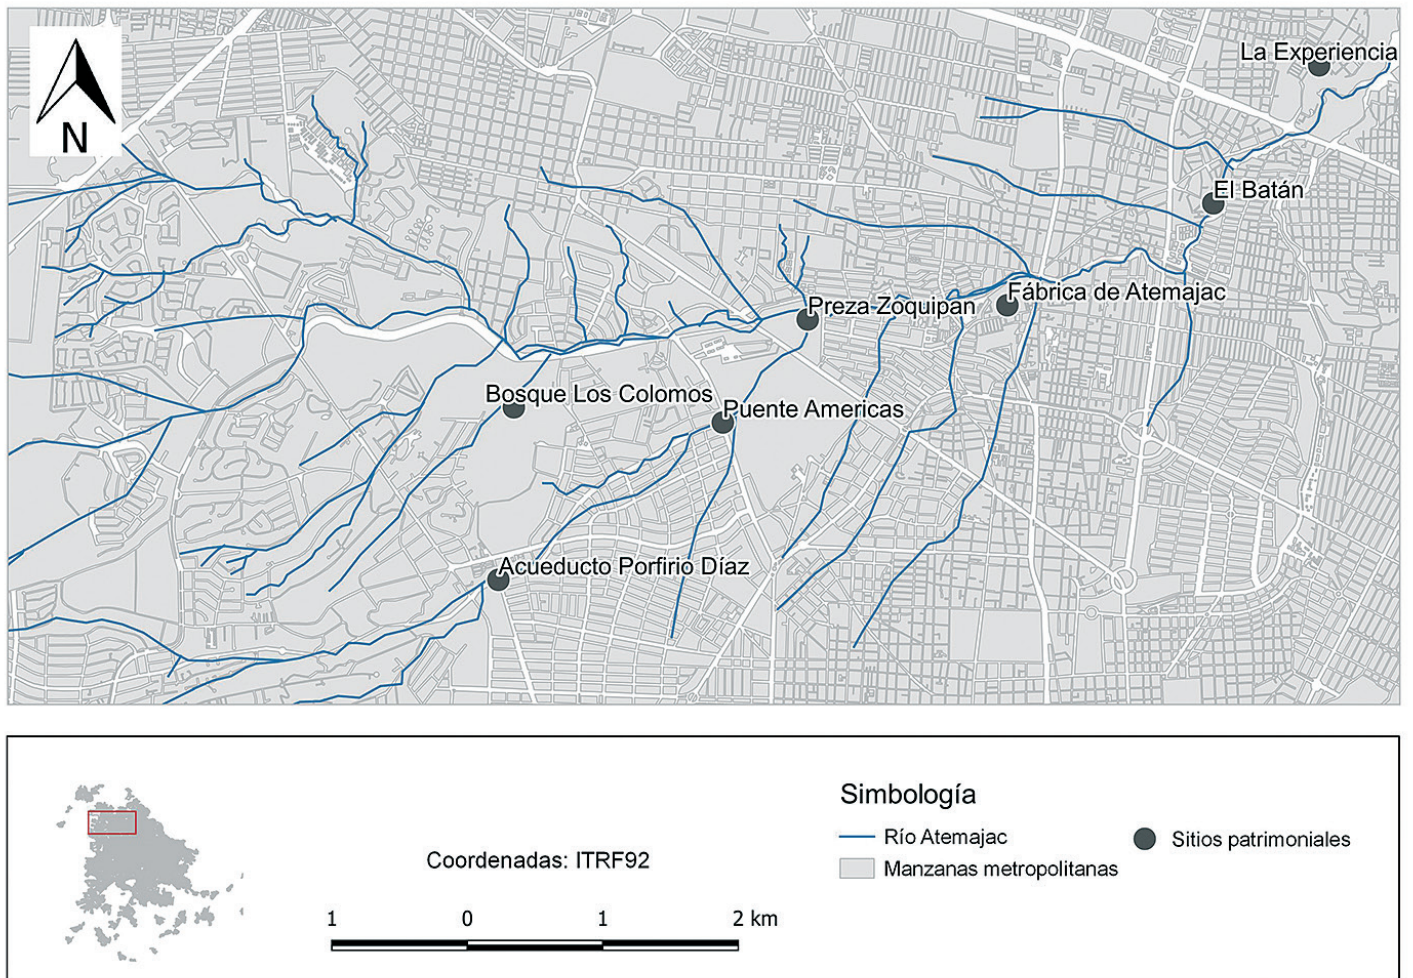 N
La Experiencia
El Batán
Fábrica de Atemajac
Preza Zoquipan
Bosque Los Colomos
Puente Americas
Acueducto Porfirio Díaz
Simbología
Río Atemajac
Sitios patrimoniales
Manzanas metropolitanas
Coordenadas: ITRF92
1 0 1 2 km